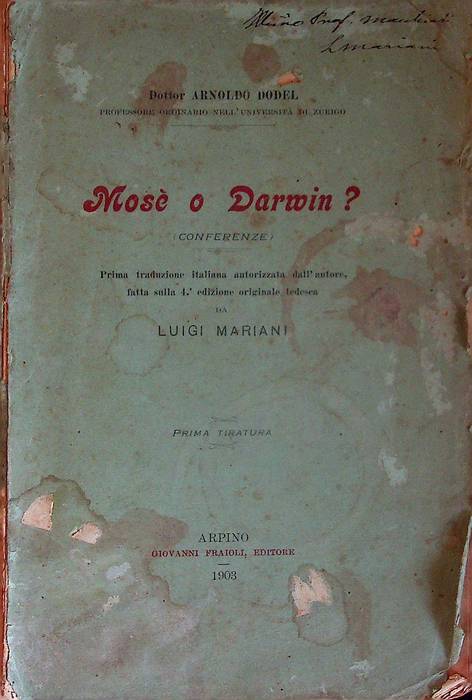 Prof.
L Mariani
Dottor ARNOLDO DODEL
PROFESSORE ORDINARIO NELL'UNIVERSITÀ DI ZURIGO
Mosè o Darwin?
(CONFERENZE)
Prima traduzione italiana autorizzata dall'autore,
fatta sulla 4.ª edizione originale tedesca
DA
LUIGI MARIANI
PRIMA TIRATURA
ARPINO
GIOVANNI FRAIOLI, EDITORE
1903